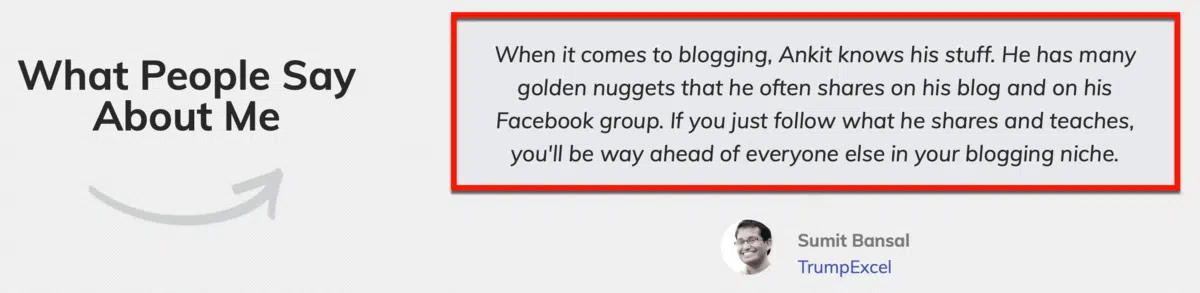 What People Say
About Me
When it comes to blogging, Ankit knows his stuff. He has many
golden nuggets that he often shares on his blog and on his
Facebook group. If you just follow what he shares and teaches,
you'll be way ahead of everyone else in your blogging niche.
Sumit Bansal
TrumpExcel